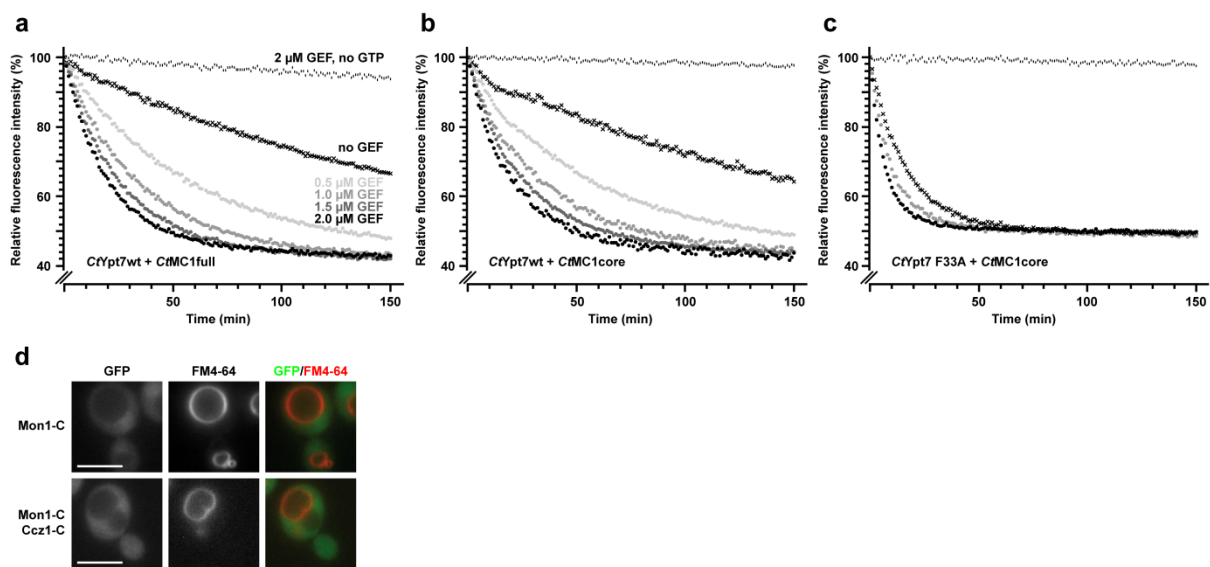 a
Relative fluorescence intensity (%)
100
80
60
40
2 µM GEF, no GTP
no GEF
0.5 µM GEF
1.0 µM GEF
1.5 µM GEF
2.0 µM GEF
CtYpt7wt + CtMC1full
50
100
150
Time (min)
b
Relative fluorescence intensity (%)
100
80
60
40
CtYpt7wt + CtMC1core
50
100
150
Time (min)
c
Relative fluorescence intensity (%)
100
80
60
40
CtYpt7 F33A + CtMC1core
50
100
150
Time (min)
d
GFP
FM4-64
GFP/FM4-64
Mon1-C
Mon1-C
Ccz1-C